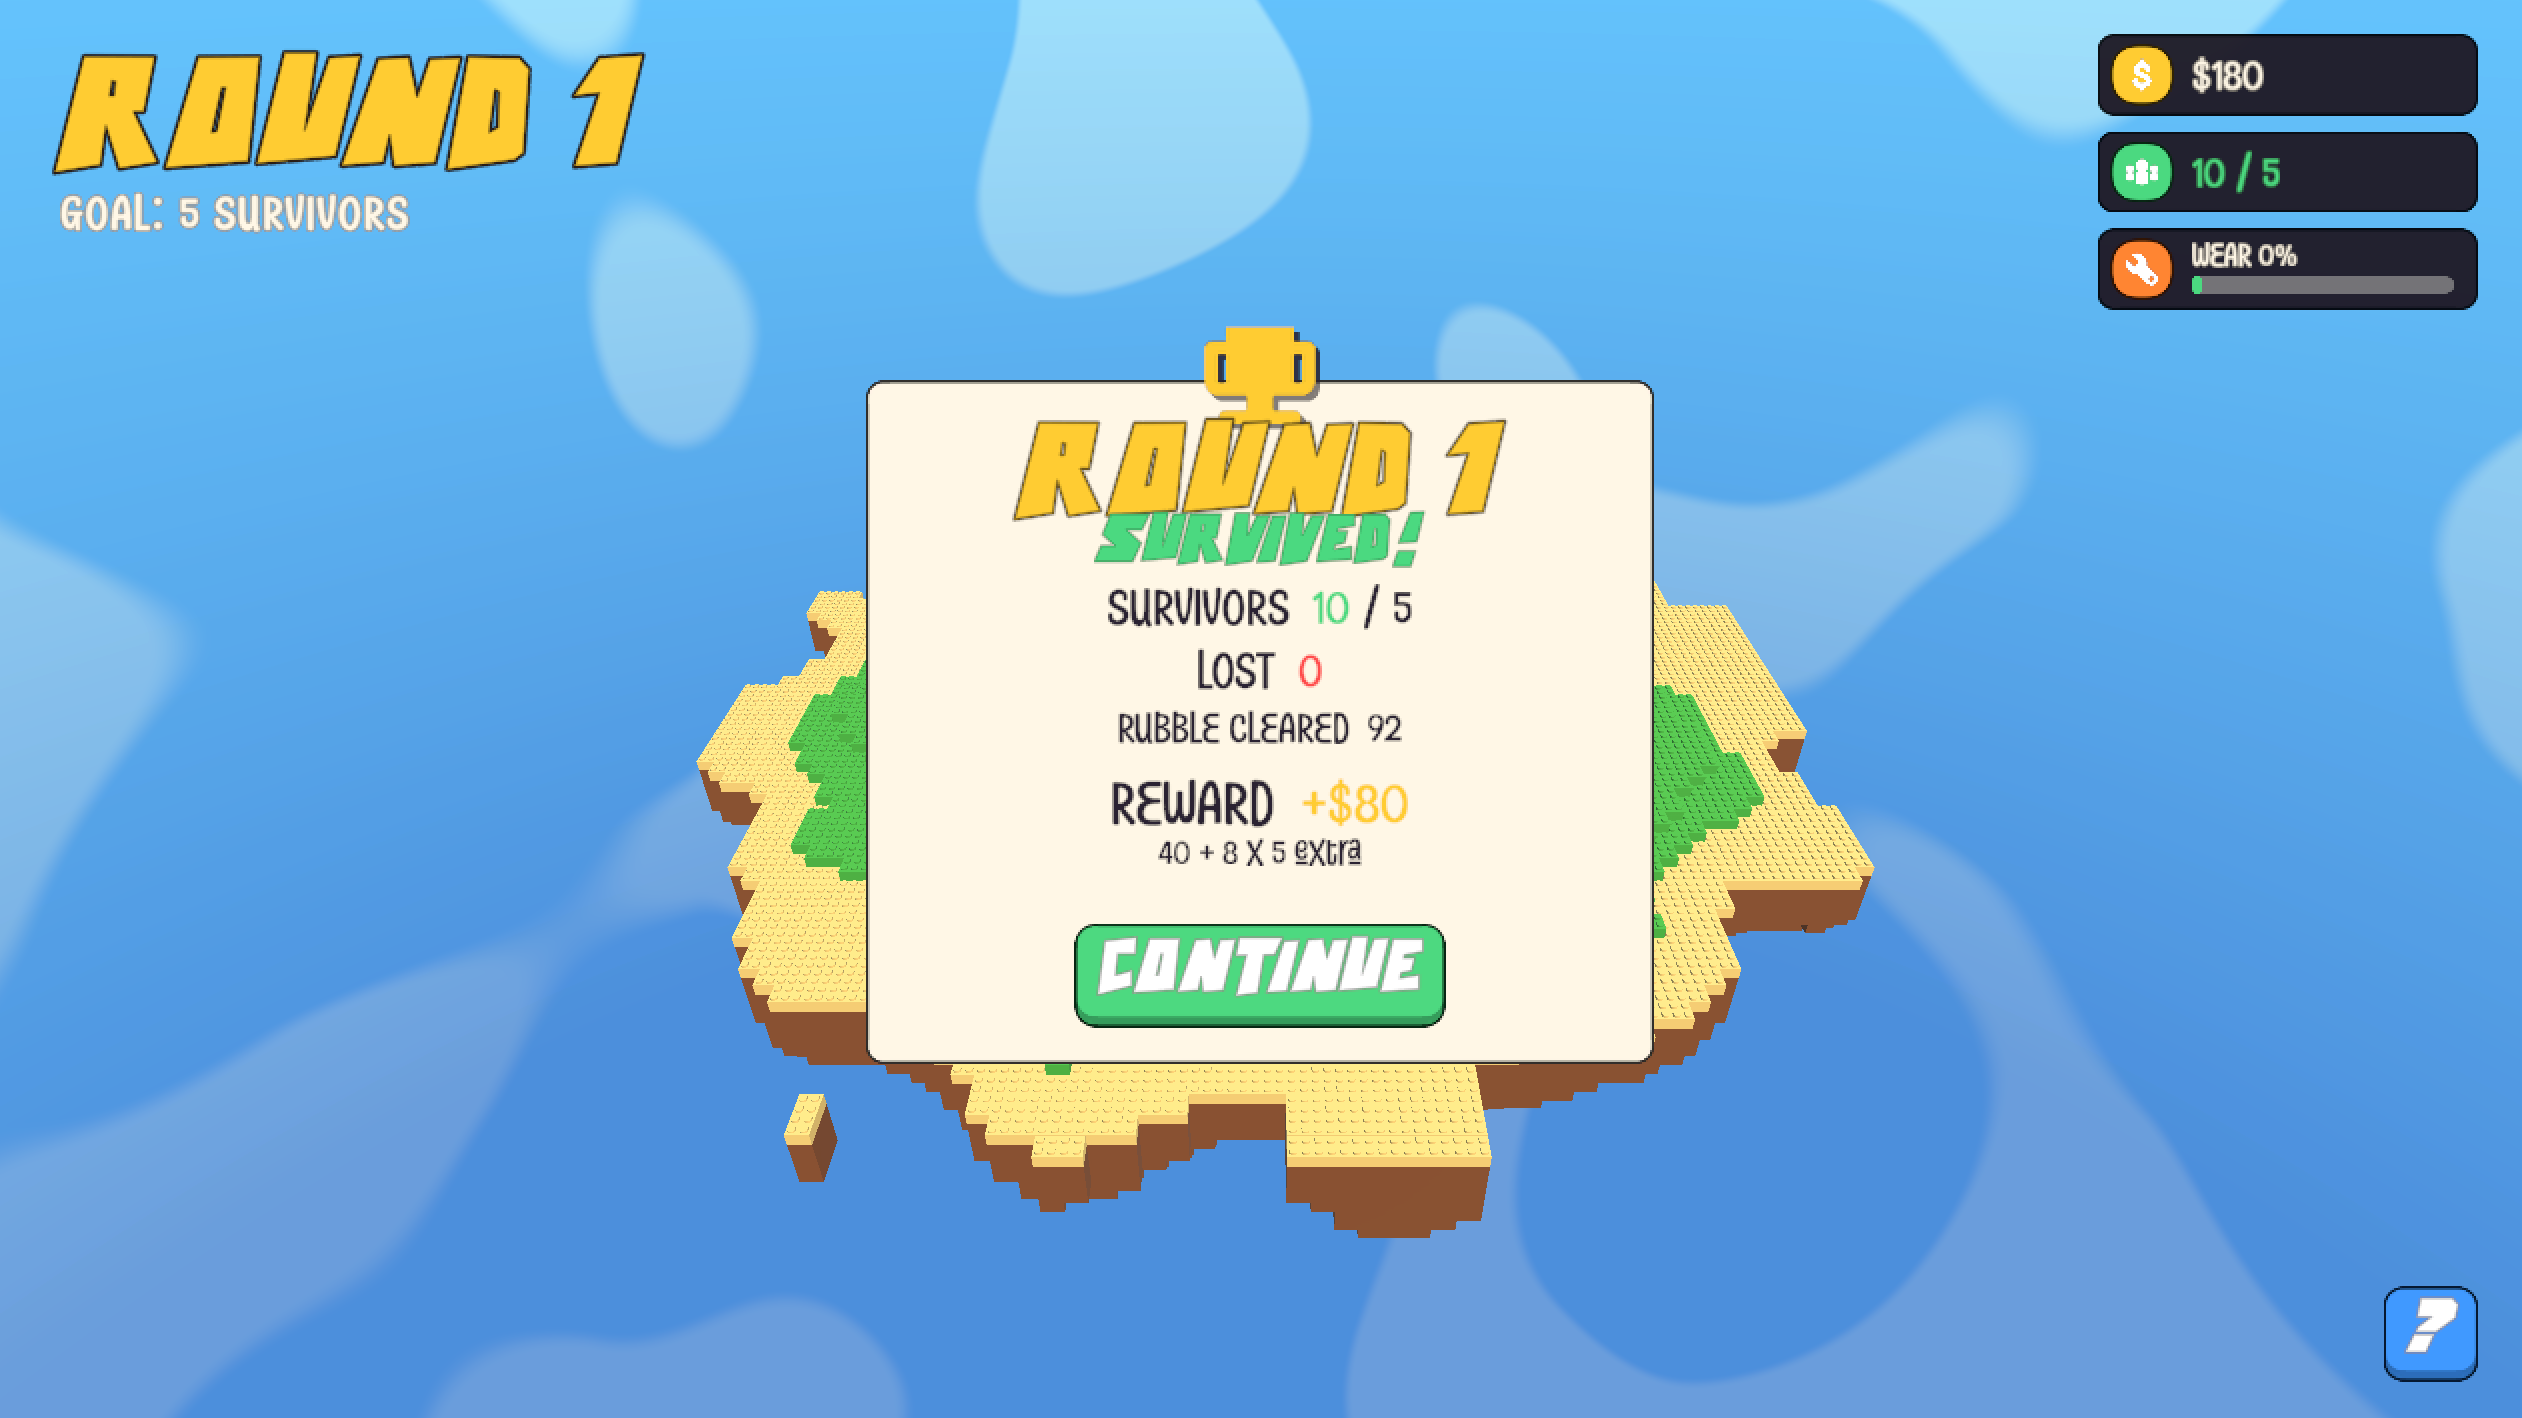 ROUND 1
GOAL: 5 SURVIVORS
$180
10 / 5
WEAR 0%
ROUND 1
SURVIVED!
SURVIVORS 10 / 5
LOST 0
RUBBLE CLEARED 92
REWARD +$80
40 + 8 X 5 extra
CONTINUE
?